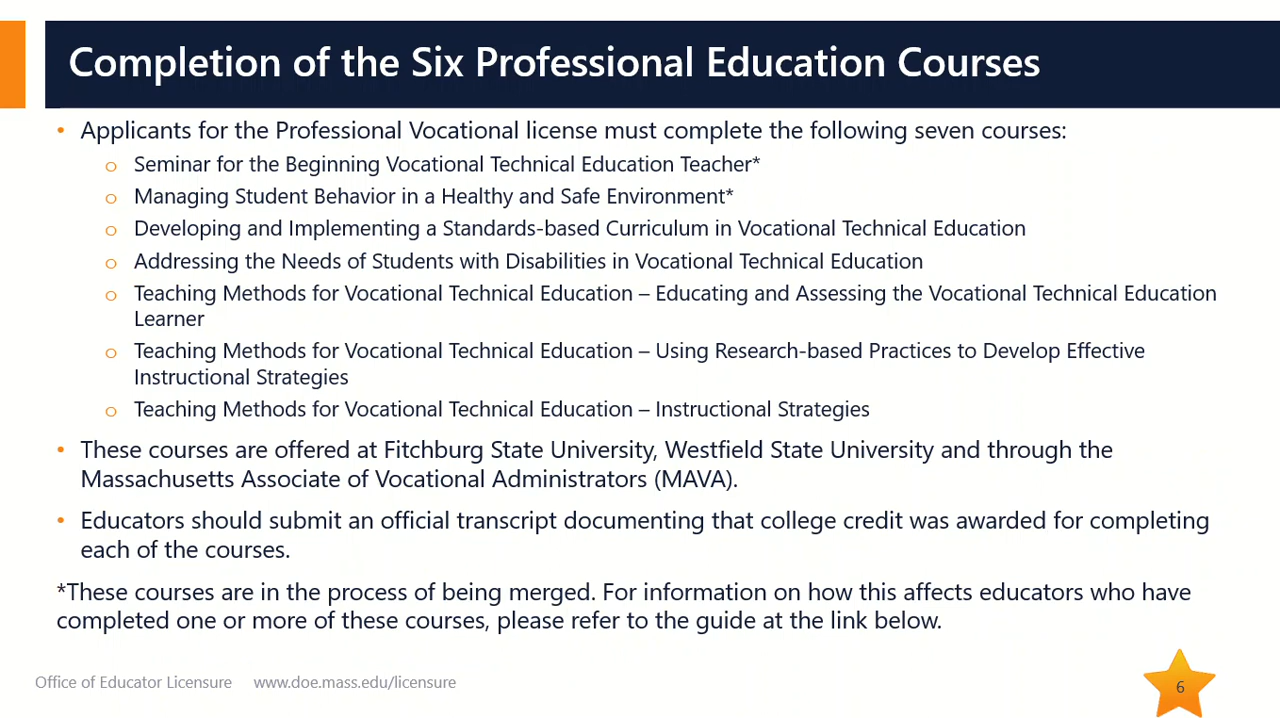 Completion of the Six Professional Education Courses
• Applicants for the Professional Vocational license must complete the following seven courses:
o Seminar for the Beginning Vocational Technical Education Teacher*
o Managing Student Behavior in a Healthy and Safe Environment*
o Developing and Implementing a Standards-based Curriculum in Vocational Technical Education
o Addressing the Needs of Students with Disabilities in Vocational Technical Education
o Teaching Methods for Vocational Technical Education – Educating and Assessing the Vocational Technical Education
Learner
o Teaching Methods for Vocational Technical Education – Using Research-based Practices to Develop Effective
Instructional Strategies
o Teaching Methods for Vocational Technical Education – Instructional Strategies
• These courses are offered at Fitchburg State University, Westfield State University and through the
Massachusetts Associate of Vocational Administrators (MAVA).
• Educators should submit an official transcript documenting that college credit was awarded for completing
each of the courses.
*These courses are in the process of being merged. For information on how this affects educators who have
completed one or more of these courses, please refer to the guide at the link below.
Office of Educator Licensure www.doe.mass.edu/licensure
6